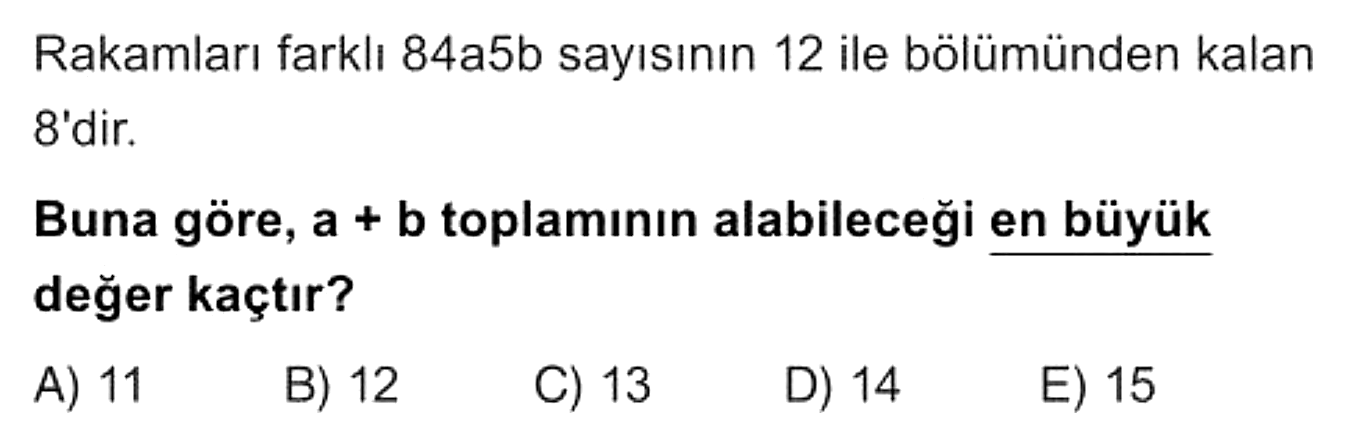 Rakamları farklı 84a5b sayısının 12 ile bölümünden kalan
8'dir.
Buna göre, a + b toplamının alabileceği en büyük
değer kaçtır?
A) 11 B) 12 C) 13 D) 14 E) 15